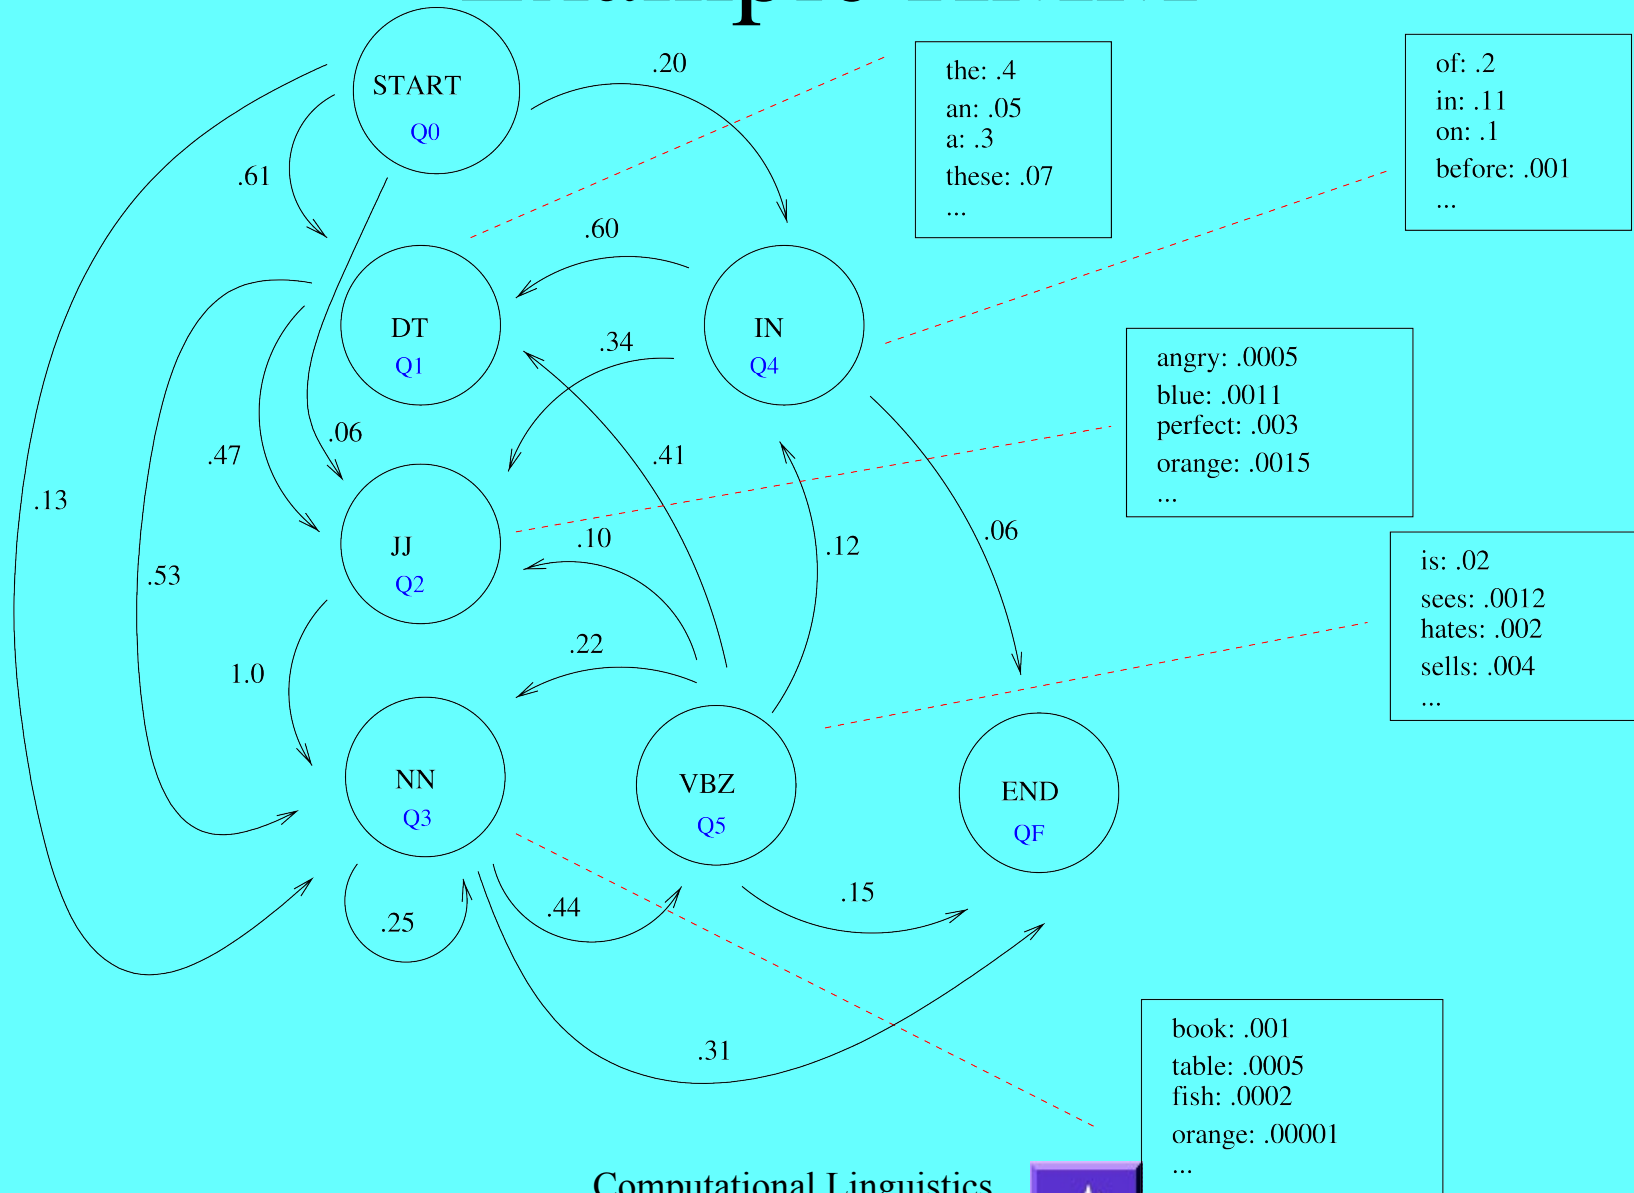 START
Q0
.20
.61
.60
DT
Q1
IN
Q4
.34
.47
.06
.41
.13
JJ
Q2
.10
.12
.06
.53
.22
1.0
NN
Q3
VBZ
Q5
END
QF
.25
.44
.15
.31
the: .4
an: .05
a: .3
these: .07
...
of: .2
in: .11
on: .1
before: .001
...
angry: .0005
blue: .0011
perfect: .003
orange: .0015
...
is: .02
sees: .0012
hates: .002
sells: .004
...
book: .001
table: .0005
fish: .0002
orange: .00001
...
Computational Linguistics